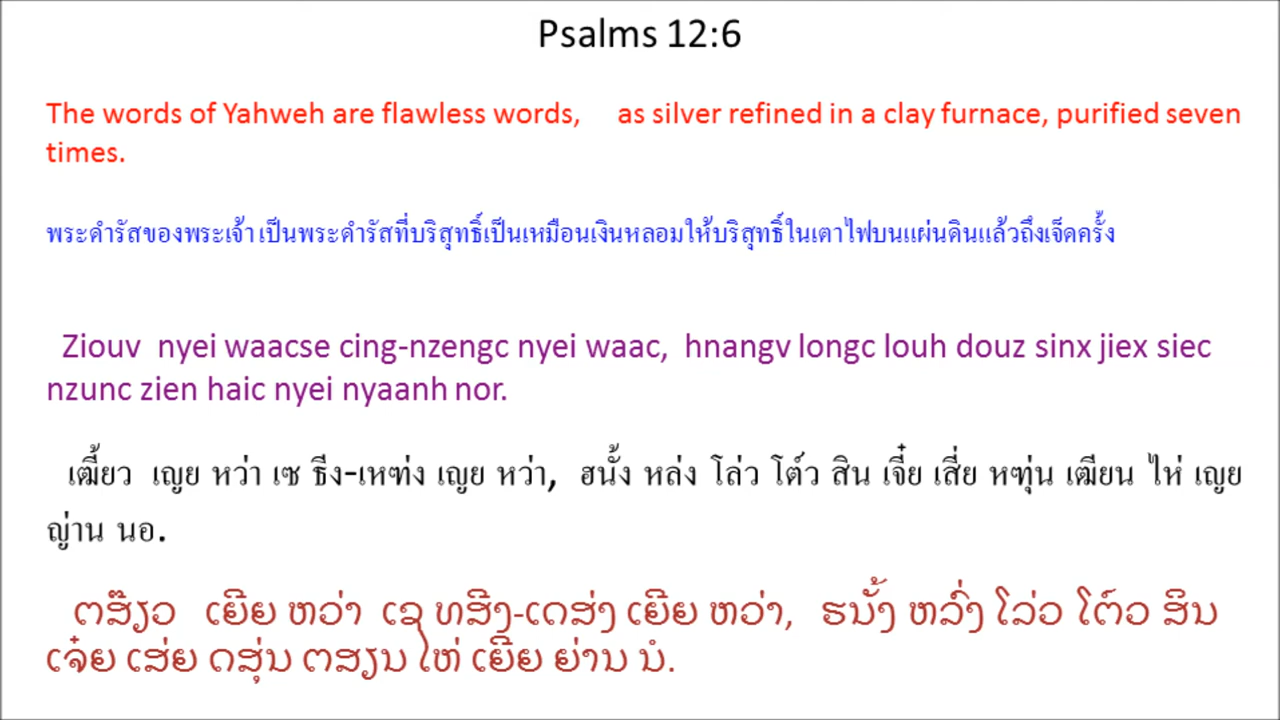 Psalms 12:6
The words of Yahweh are flawless words, as silver refined in a clay furnace, purified seven
times.
พระคำรัสของพระเจ้า เป็นพระคำรัสที่บริสุทธิ์เป็นเหมือนเงินหลอมให้บริสุทธิ์ในเตาไฟบนแผ่นดินแล้วถึงเจ็ดครั้ง
Ziouv nyei waacse cing-nzengc nyei waac, hnangv longc louh douz sinx jiex siec
nzunc zien haic nyei nyaanh nor.
เฒี้ยว เญย หว่า เซ ธีง-เหฑ่ง เญย หว่า, ฮนั้ง หล่ง โล่ว โต์ว สิน เจี๋ย เสี่ย หฑุ่น เฒียน ไห่ เญย
ญ่าน นอ.
ຕສ໊ຽວ ເຍີຍ ຫວ່າ ເຊ ທສີງ-ເດສ່ງ ເຍີຍ ຫວ່າ, ຮນັ້ງ ຫລົ່ງ ໂລ່ວ ໂຕ໌ວ ສິນ
ເຈ໋ຍ ເສ່ຍ ດສຸ່ນ ຕສຽນ ໄຫ່ ເຍີຍ ຍ່ານ ນໍ.